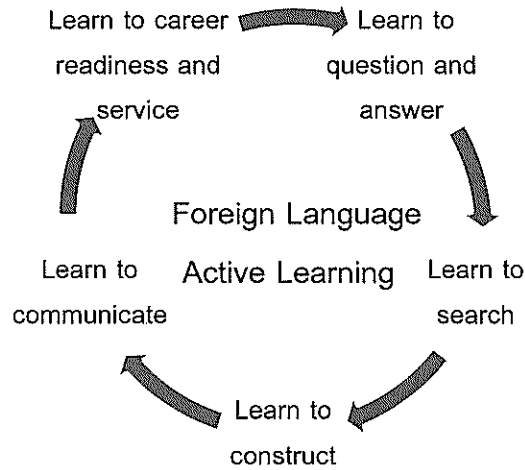 Learn to career
readiness and
service
Learn to
question and
answer
Foreign Language
Active Learning
Learn to
search
Learn to
construct
Learn to
communicate